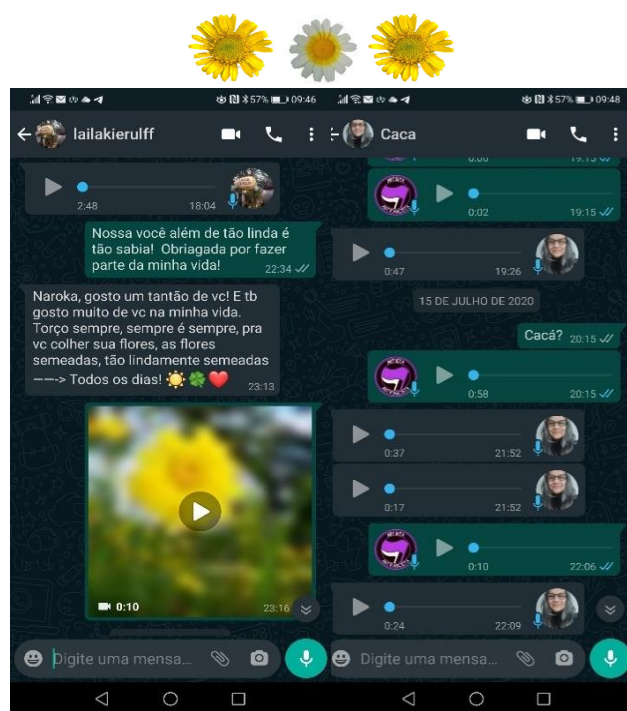 09:46
57%
lailakierulff
2:48
18:04
Nossa você além de tão linda é
tão sabia! Obriagada por fazer
parte da minha vida!
22:34
Naroka, gosto um tantão de vc! E tb
gosto muito de vc na minha vida.
Torço sempre, sempre é sempre, pra
vc colher sua flores, as flores
semeadas, tão lindamente semeadas
——-> Todos os dias!
23:13
0:10
23:16
Digite uma mensa...
57%
09:48
Caca
0:00
19:15
0:02
19:15
0:47
19:26
15 DE JULHO DE 2020
Cacá?
20:15
0:58
20:15
0:37
21:52
0:17
21:52
0:10
22:06
0:24
22:09
Digite uma mensa...